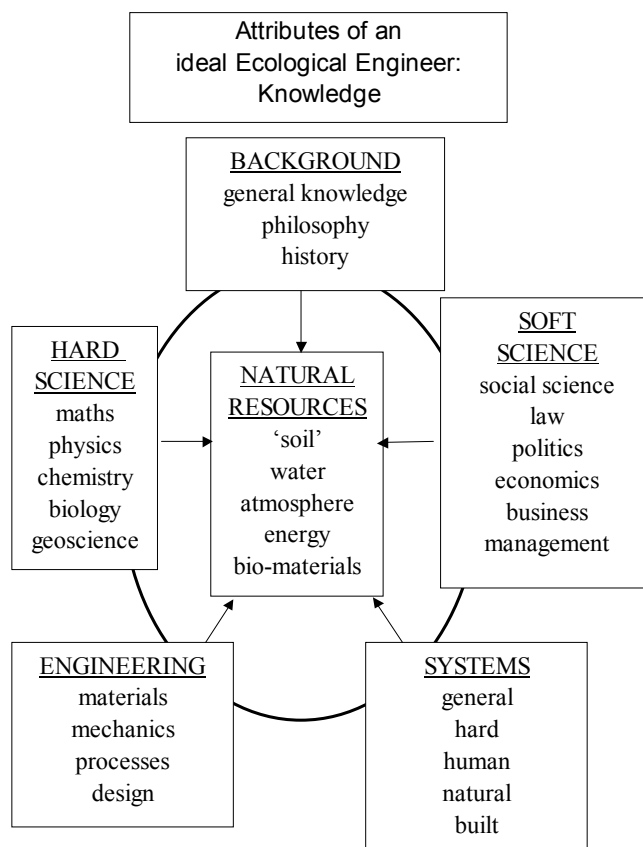 Attributes of an
ideal Ecological Engineer:
Knowledge
BACKGROUND
general knowledge
philosophy
history
HARD
SCIENCE
maths
physics
chemistry
biology
geoscience
NATURAL
RESOURCES
‘soil’
water
atmosphere
energy
bio-materials
SOFT
SCIENCE
social science
law
politics
economics
business
management
ENGINEERING
materials
mechanics
processes
design
SYSTEMS
general
hard
human
natural
built